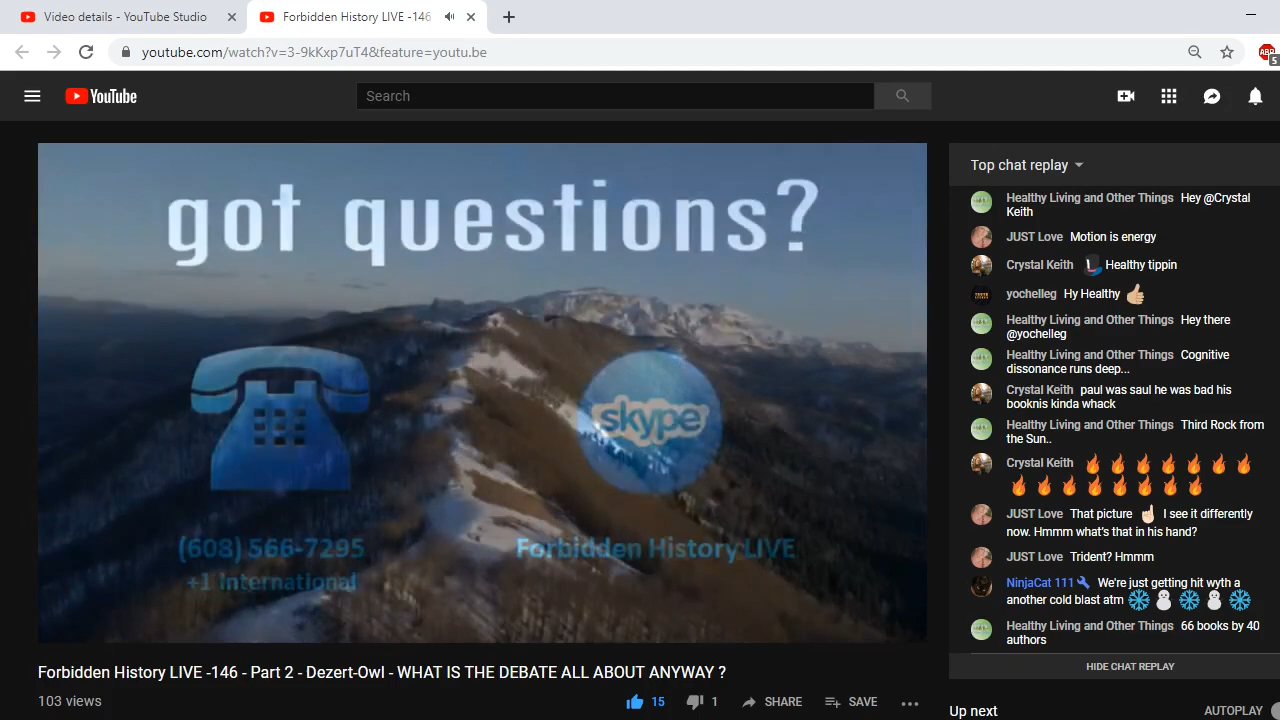 Video details - YouTube Studio
Forbidden History LIVE -146
youtube.com/watch?v=3-9kKxp7uT4&feature=youtu.be
ABP
5
YouTube
Search
got questions?
skype
(608) 566-7295
+1 International
Forbidden History LIVE
Forbidden History LIVE -146 - Part 2 - Dezert-Owl - WHAT IS THE DEBATE ALL ABOUT ANYWAY ?
103 views
15
1
SHARE
SAVE
Top chat replay
Healthy Living and Other Things Hey @Crystal
Keith
JUST Love Motion is energy
Crystal Keith Healthy tippin
yochelleg Hy Healthy 👍🏼
Healthy Living and Other Things Hey there
@yochelleg
Healthy Living and Other Things Cognitive
dissonance runs deep...
Crystal Keith paul was saul he was bad his
booknis kinda whack
Healthy Living and Other Things Third Rock from
the Sun..
Crystal Keith 🔥🔥🔥🔥🔥🔥🔥
🔥🔥🔥🔥🔥🔥🔥🔥
JUST Love That picture ☝🏻 I see it differently
now. Hmmm what's that in his hand?
JUST Love Trident? Hmmm
NinjaCat 111 We're just getting hit wyth a
another cold blast atm ❄⛄❄⛄❄
Healthy Living and Other Things 66 books by 40
authors
HIDE CHAT REPLAY
Up next
AUTOPLAY